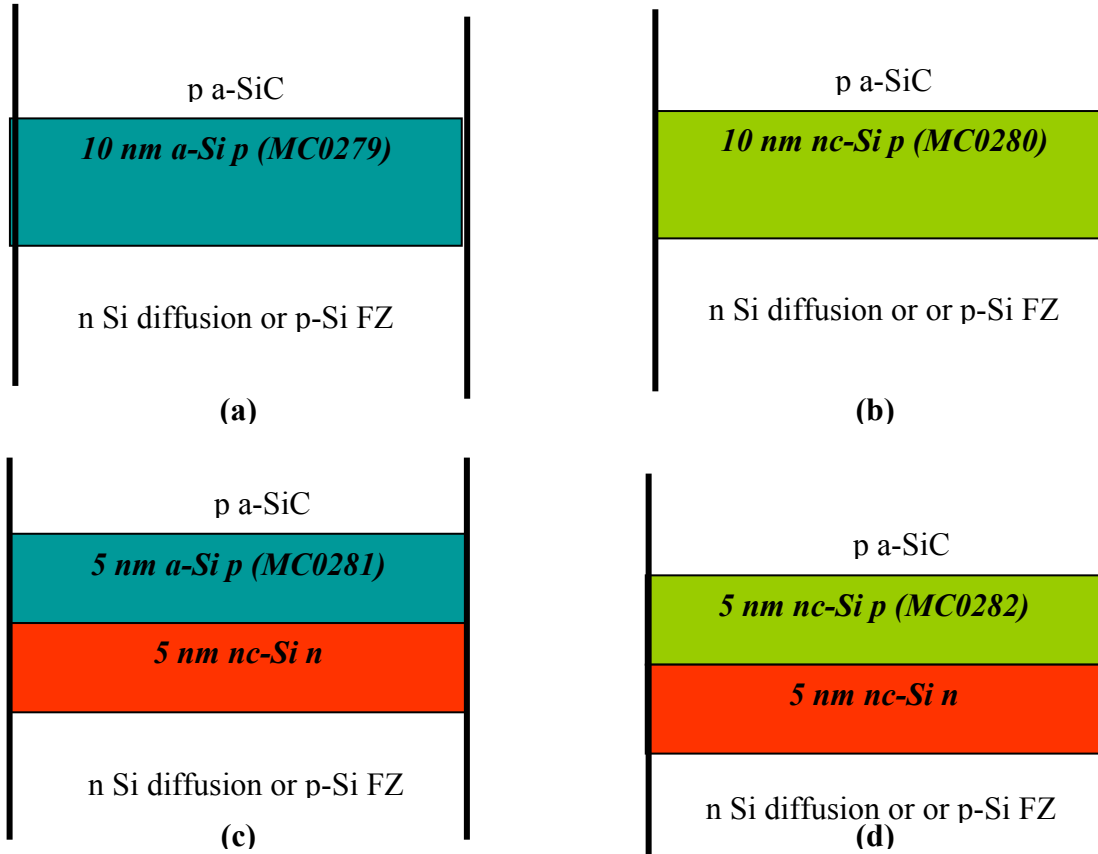 p a-SiC
10 nm a-Si p (MC0279)
n Si diffusion or p-Si FZ
(a)
p a-SiC
10 nm nc-Si p (MC0280)
n Si diffusion or or p-Si FZ
(b)
p a-SiC
5 nm a-Si p (MC0281)
5 nm nc-Si n
n Si diffusion or p-Si FZ
(c)
p a-SiC
5 nm nc-Si p (MC0282)
5 nm nc-Si n
n Si diffusion or or p-Si FZ
(d)